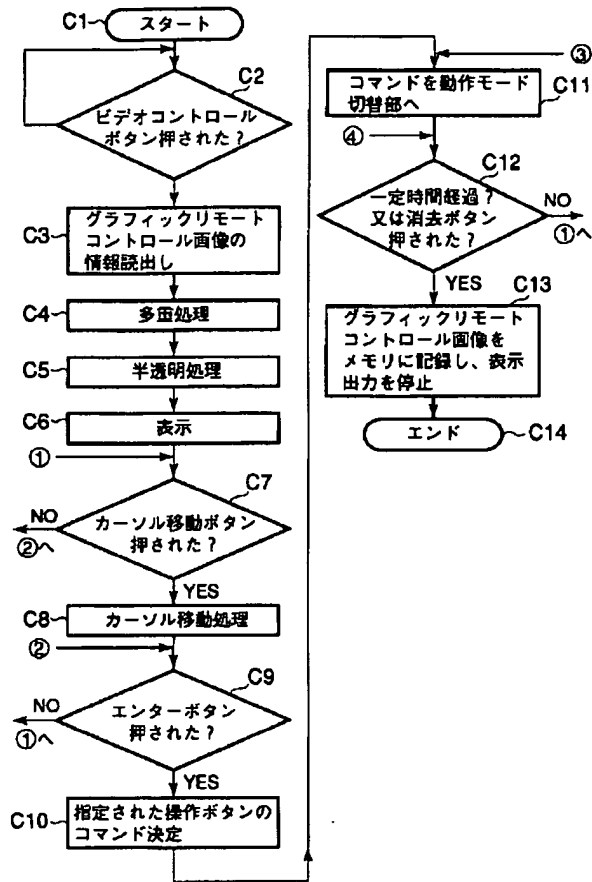 C1
スタート
C2
ビデオコントロール
ボタン押された?
C3
グラフィックリモート
コントロール画像の
情報読出し
C4
多重処理
C5
半透明処理
C6
表示
①
C7
NO
カーソル移動ボタン
押された?
②へ
YES
C8
カーソル移動処理
②
C9
NO
エンターボタン
押された?
①へ
YES
C10
指定された操作ボタンの
コマンド決定
③
コマンドを動作モード
切替部へ
C11
④
C12
一定時間経過?
又は消去ボタン
押された?
NO
①へ
YES
C13
グラフィックリモート
コントロール画像を
メモリに記録し、表示
出力を停止
エンド
C14